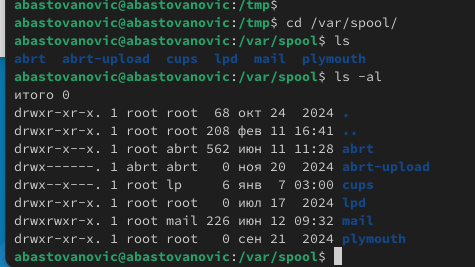 abastovanovic@abastovanovic:/tmp$
abastovanovic@abastovanovic:/tmp$ cd /var/spool/
abastovanovic@abastovanovic:/var/spool$ ls
abrt abrt-upload cups lpd mail plymouth
abastovanovic@abastovanovic:/var/spool$ ls -al
итого 0
drwxr-xr-x. 1 root root 68 окт 24 2024 .
drwxr-xr-x. 1 root root 208 фев 11 16:41 ..
drwxr-x--x. 1 root abrt 562 июн 11 11:28 abrt
drwx------. 1 abrt abrt 0 ноя 20 2024 abrt-upload
drwx--x---. 1 root lp 6 янв 7 03:00 cups
drwxr-xr-x. 1 root root 0 июл 17 2024 lpd
drwxrwxr-x. 1 root mail 226 июн 12 09:32 mail
drwxr-xr-x. 1 root root 0 сен 21 2024 plymouth
abastovanovic@abastovanovic:/var/spool$